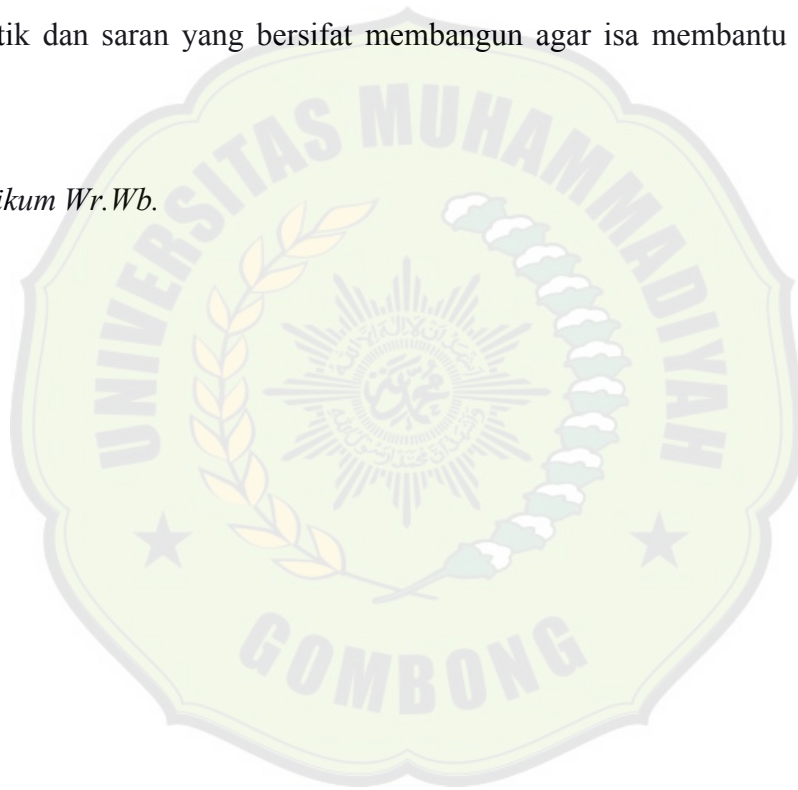 tik dan saran yang bersifat membangun agar isa membantu
ikum Wr.Wb.
UNIVERSITAS MUHAMMADIYAH
GOMBONG